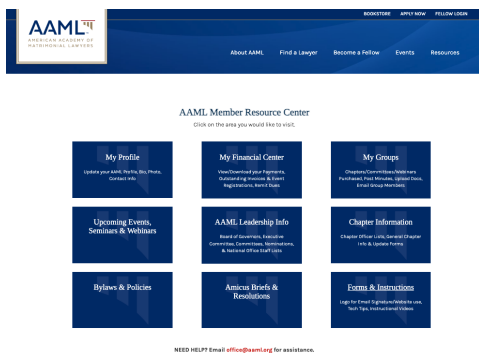 BOOKSTORE APPLY NOW FELLOW LOGIN
AAML
AMERICAN ACADEMY OF
MATRIMONIAL LAWYERS
About AAML Find a Lawyer Become a Fellow Events Resources
AAML Member Resource Center
Click on the area you would like to visit.
My Profile
Update your AAML Profile, Bio, Photo,
Contact Info
My Financial Center
View/Download your Payments,
Outstanding Invoices & Event
Registrations, Remit Dues
My Groups
Chapters/Committees/Webinars
Purchased, Post Minutes, Upload Docs,
Email Group Members
Upcoming Events,
Seminars & Webinars
AAML Leadership Info
Board of Governors, Executive
Committee, Committees, Nominations,
& National Office Staff Lists
Chapter Information
Chapter Officer Lists, General Chapter
Info & Update Forms
Bylaws & Policies
Amicus Briefs &
Resolutions
Forms & Instructions
Logo for Email Signature/Website use,
Tech Tips, Instructional Videos
NEED HELP? Email office@aaml.org for assistance.